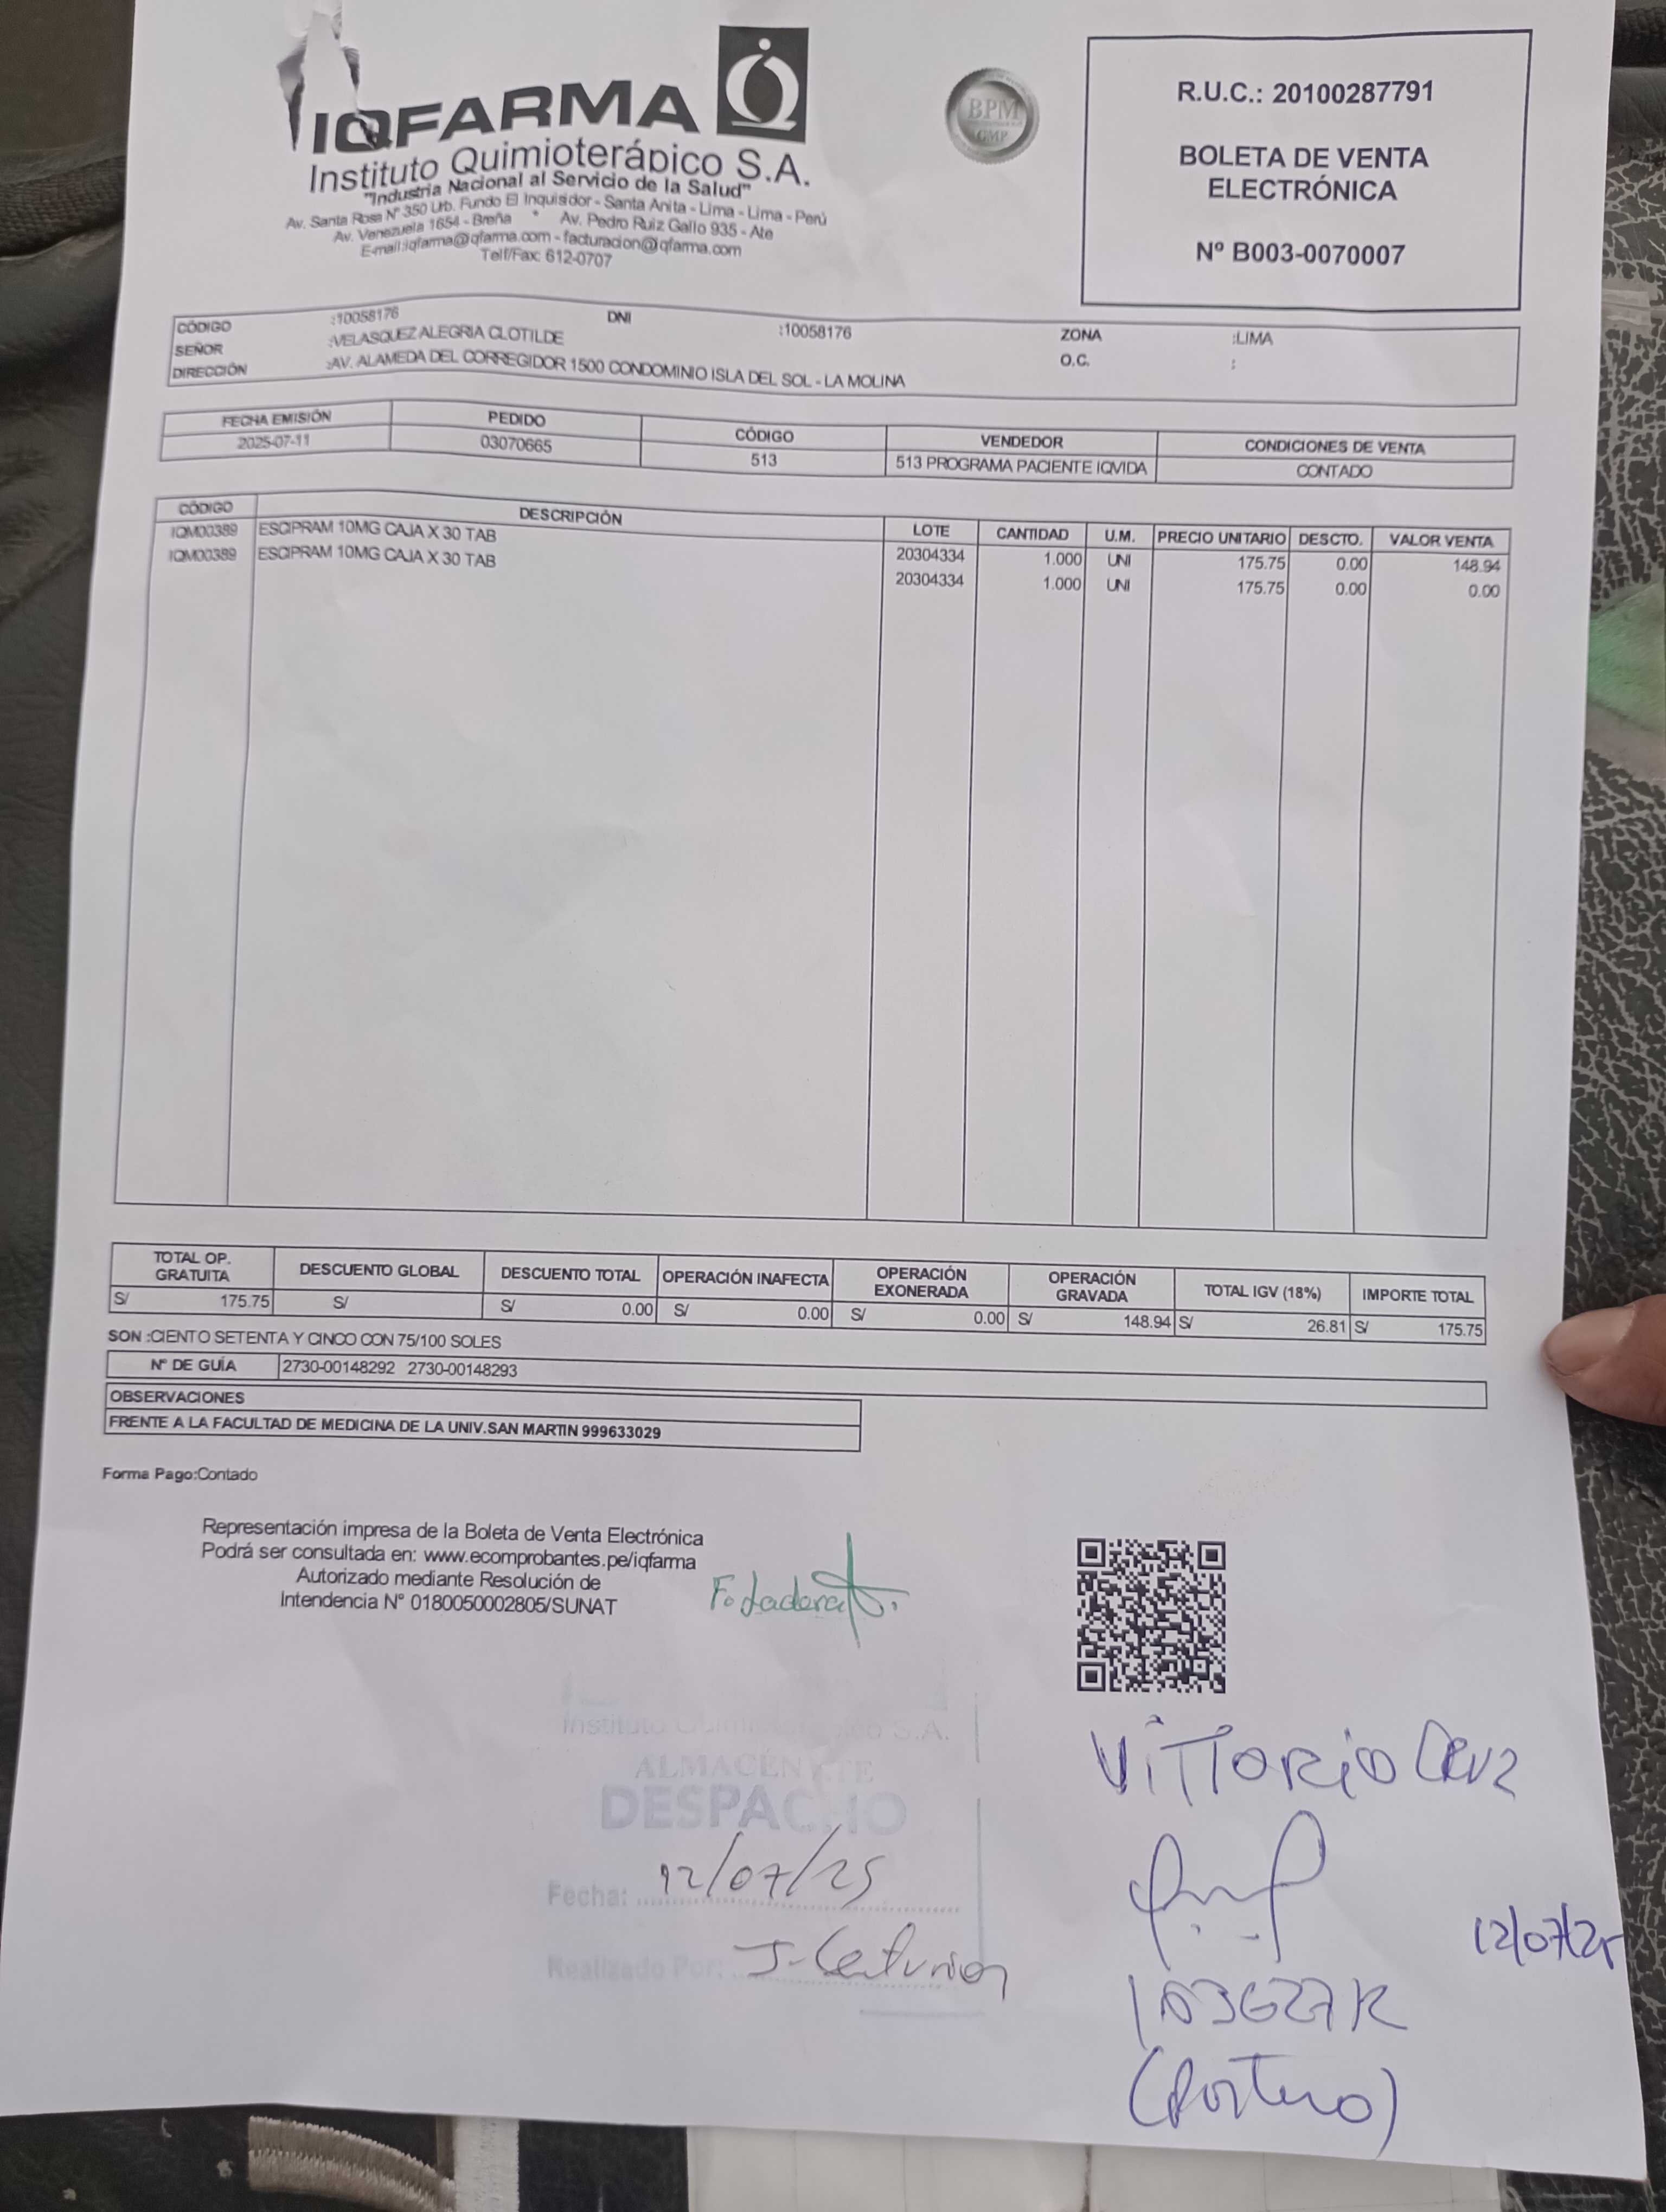 IQFARMA
Instituto Quimioterápico S.A.
"Industria Nacional al Servicio de la Salud"
Av. Santa Rosa N° 350 Urb. Fundo El Inquisidor - Santa Anita - Lima - Lima - Perú
Av. Venezuela 1654 - Breña * Av. Pedro Ruiz Gallo 935 - Ate
E-mail:iqfarma@iqfarma.com - facturacion@iqfarma.com
Telf/Fax: 612-0707
BPM
GMP
R.U.C.: 20100287791
BOLETA DE VENTA
ELECTRÓNICA
Nº B003-0070007
CÓDIGO :10058176 DNI :10058176 ZONA :LIMA
SEÑOR :VELASQUEZ ALEGRIA CLOTILDE O.C. :
DIRECCIÓN :AV. ALAMEDA DEL CORREGIDOR 1500 CONDOMINIO ISLA DEL SOL - LA MOLINA
FECHA EMISIÓN PEDIDO CÓDIGO VENDEDOR CONDICIONES DE VENTA
2025-07-11 03070665 513 513 PROGRAMA PACIENTE IQVIDA CONTADO
CÓDIGO DESCRIPCIÓN LOTE CANTIDAD U.M. PRECIO UNITARIO DESCTO. VALOR VENTA
IQM00389 ESCIPRAM 10MG CAJA X 30 TAB 20304334 1.000 UNI 175.75 0.00 148.94
IQM00389 ESCIPRAM 10MG CAJA X 30 TAB 20304334 1.000 UNI 175.75 0.00 0.00
TOTAL OP. GRATUITA DESCUENTO GLOBAL DESCUENTO TOTAL OPERACIÓN INAFECTA OPERACIÓN EXONERADA OPERACIÓN GRAVADA TOTAL IGV (18%) IMPORTE TOTAL
S/ 175.75 S/ S/ 0.00 S/ 0.00 S/ 0.00 S/ 148.94 S/ 26.81 S/ 175.75
SON :CIENTO SETENTA Y CINCO CON 75/100 SOLES
N° DE GUÍA 2730-00148292 2730-00148293
OBSERVACIONES
FRENTE A LA FACULTAD DE MEDICINA DE LA UNIV.SAN MARTIN 999633029
Forma Pago:Contado
Representación impresa de la Boleta de Venta Electrónica
Podrá ser consultada en: www.ecomprobantes.pe/iqfarma
Autorizado mediante Resolución de
Intendencia N° 0180050002805/SUNAT
Instituto Quimioterápico S.A.
ALMACÉN ATE
DESPACHO
Fecha: 12/07/25
Realizado Por:
VITTORIO CRUZ
12/07/25
(Portero)